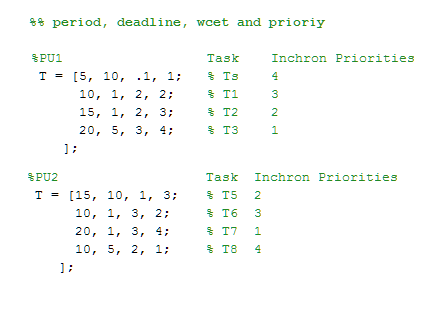 %% period, deadline, wcet and prioriy
%PU1 Task Inchron Priorities
T = [5, 10, .1, 1; % Ts 4
10, 1, 2, 2; % T1 3
15, 1, 2, 3; % T2 2
20, 5, 3, 4; % T3 1
];
%PU2 Task Inchron Priorities
T = [15, 10, 1, 3; % T5 2
10, 1, 3, 2; % T6 3
20, 1, 3, 4; % T7 1
10, 5, 2, 1; % T8 4
];